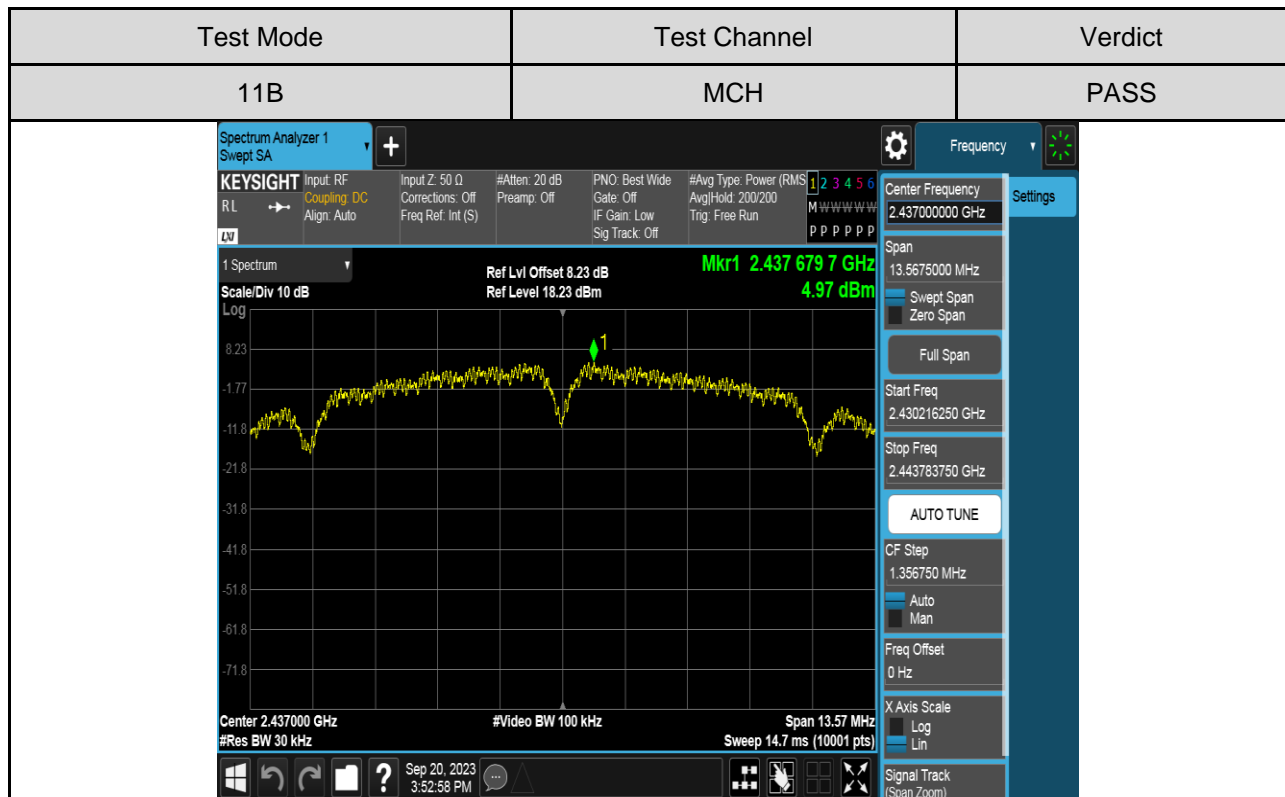 Test Mode Test Channel Verdict
11B MCH PASS
Spectrum Analyzer 1
Swept SA
+
Frequency
KEYSIGHT
R L
LXI
Input: RF
Coupling: DC
Align: Auto
Input Z: 50 Ω
Corrections: Off
Freq Ref: Int (S)
#Atten: 20 dB
Preamp: Off
PNO: Best Wide
Gate: Off
IF Gain: Low
Sig Track: Off
#Avg Type: Power (RMS
Avg|Hold: 200/200
Trig: Free Run
1 2 3 4 5 6
M W W W W W
P P P P P P
1 Spectrum
Scale/Div 10 dB
Ref Lvl Offset 8.23 dB
Ref Level 18.23 dBm
Mkr1 2.437 679 7 GHz
4.97 dBm
Log
1
8.23
-1.77
-11.8
-21.8
-31.8
-41.8
-51.8
-61.8
-71.8
Center 2.437000 GHz
#Res BW 30 kHz
#Video BW 100 kHz
Span 13.57 MHz
Sweep 14.7 ms (10001 pts)
?
Sep 20, 2023
3:52:58 PM
Center Frequency
2.437000000 GHz
Settings
Span
13.5675000 MHz
Swept Span
Zero Span
Full Span
Start Freq
2.430216250 GHz
Stop Freq
2.443783750 GHz
AUTO TUNE
CF Step
1.356750 MHz
Auto
Man
Freq Offset
0 Hz
X Axis Scale
Log
Lin
Signal Track
(Span Zoom)